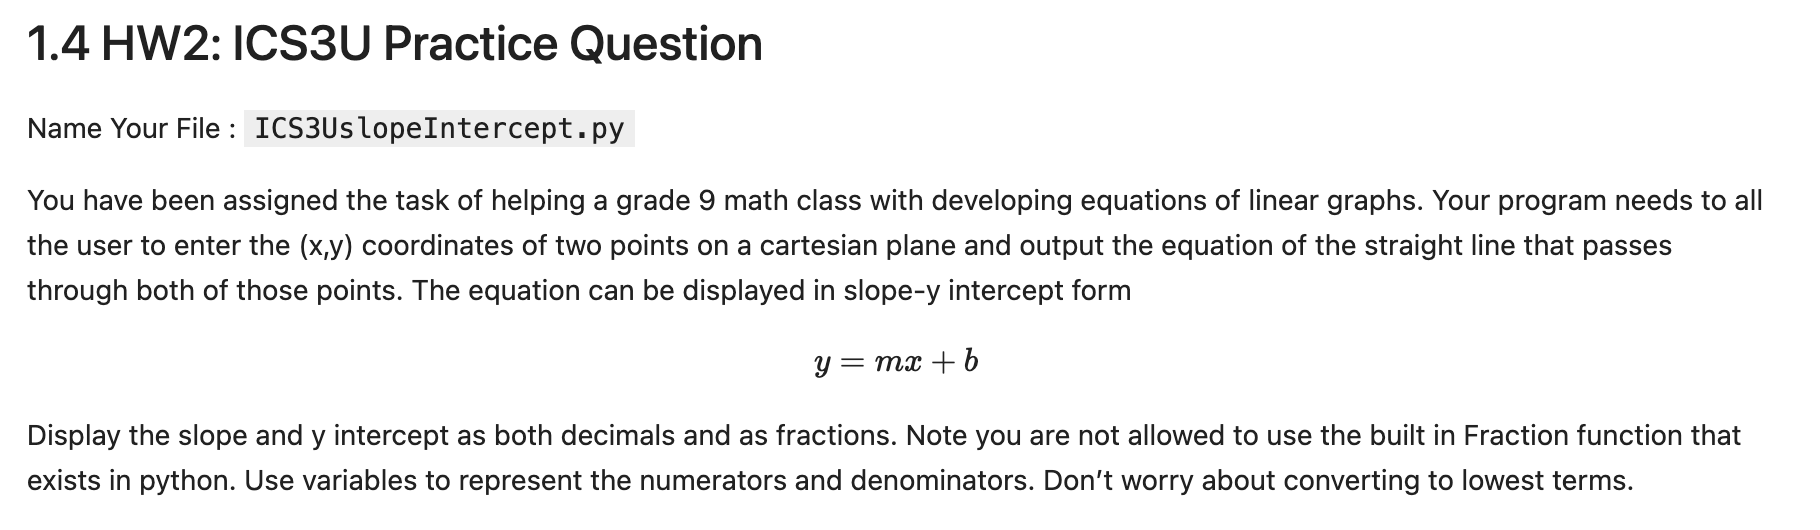 1.4 HW2: ICS3U Practice Question
Name Your File : ICS3UslopeIntercept.py
You have been assigned the task of helping a grade 9 math class with developing equations of linear graphs. Your program needs to all
the user to enter the (x,y) coordinates of two points on a cartesian plane and output the equation of the straight line that passes
through both of those points. The equation can be displayed in slope-y intercept form
y = mx + b
Display the slope and y intercept as both decimals and as fractions. Note you are not allowed to use the built in Fraction function that
exists in python. Use variables to represent the numerators and denominators. Don’t worry about converting to lowest terms.